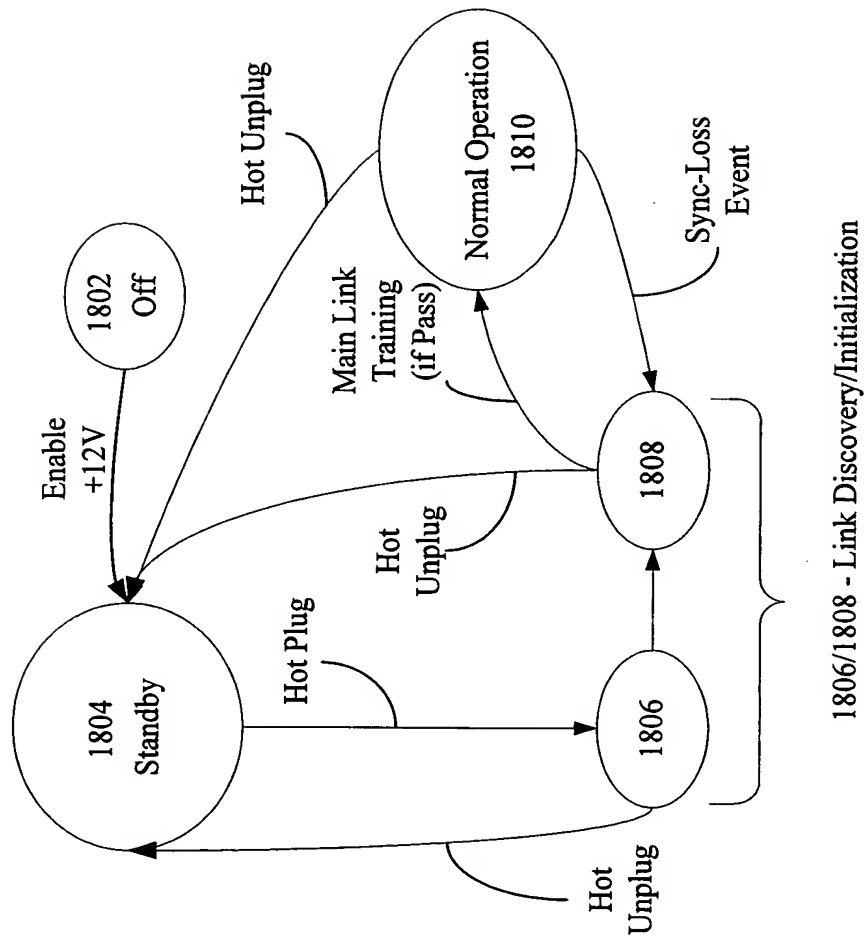 Enable
+12V
1802
Off
Hot Unplug
1804
Standby
Hot Plug
Hot
Unplug
Main Link
Training
(if Pass)
Normal Operation
1810
Hot
Unplug
1806
1808
Sync-Loss
Event
1806/1808 - Link Discovery/Initialization